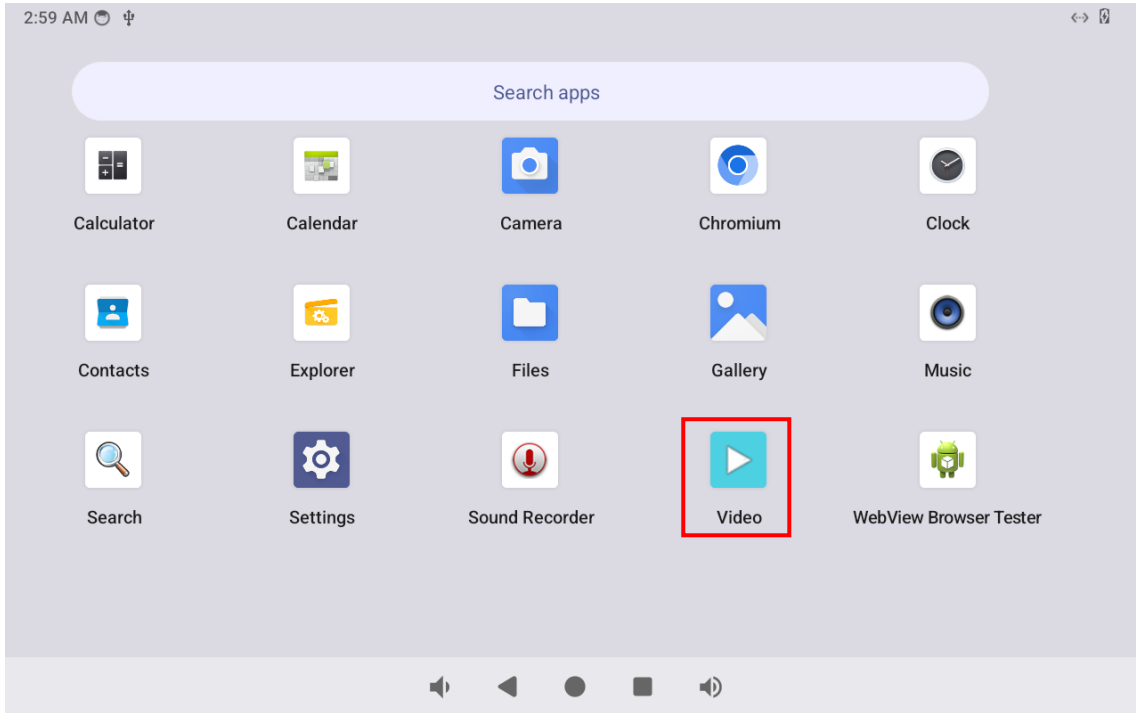 2:59 AM
Search apps
Calculator Calendar Camera Chromium Clock
Contacts Explorer Files Gallery Music
Search Settings Sound Recorder Video WebView Browser Tester